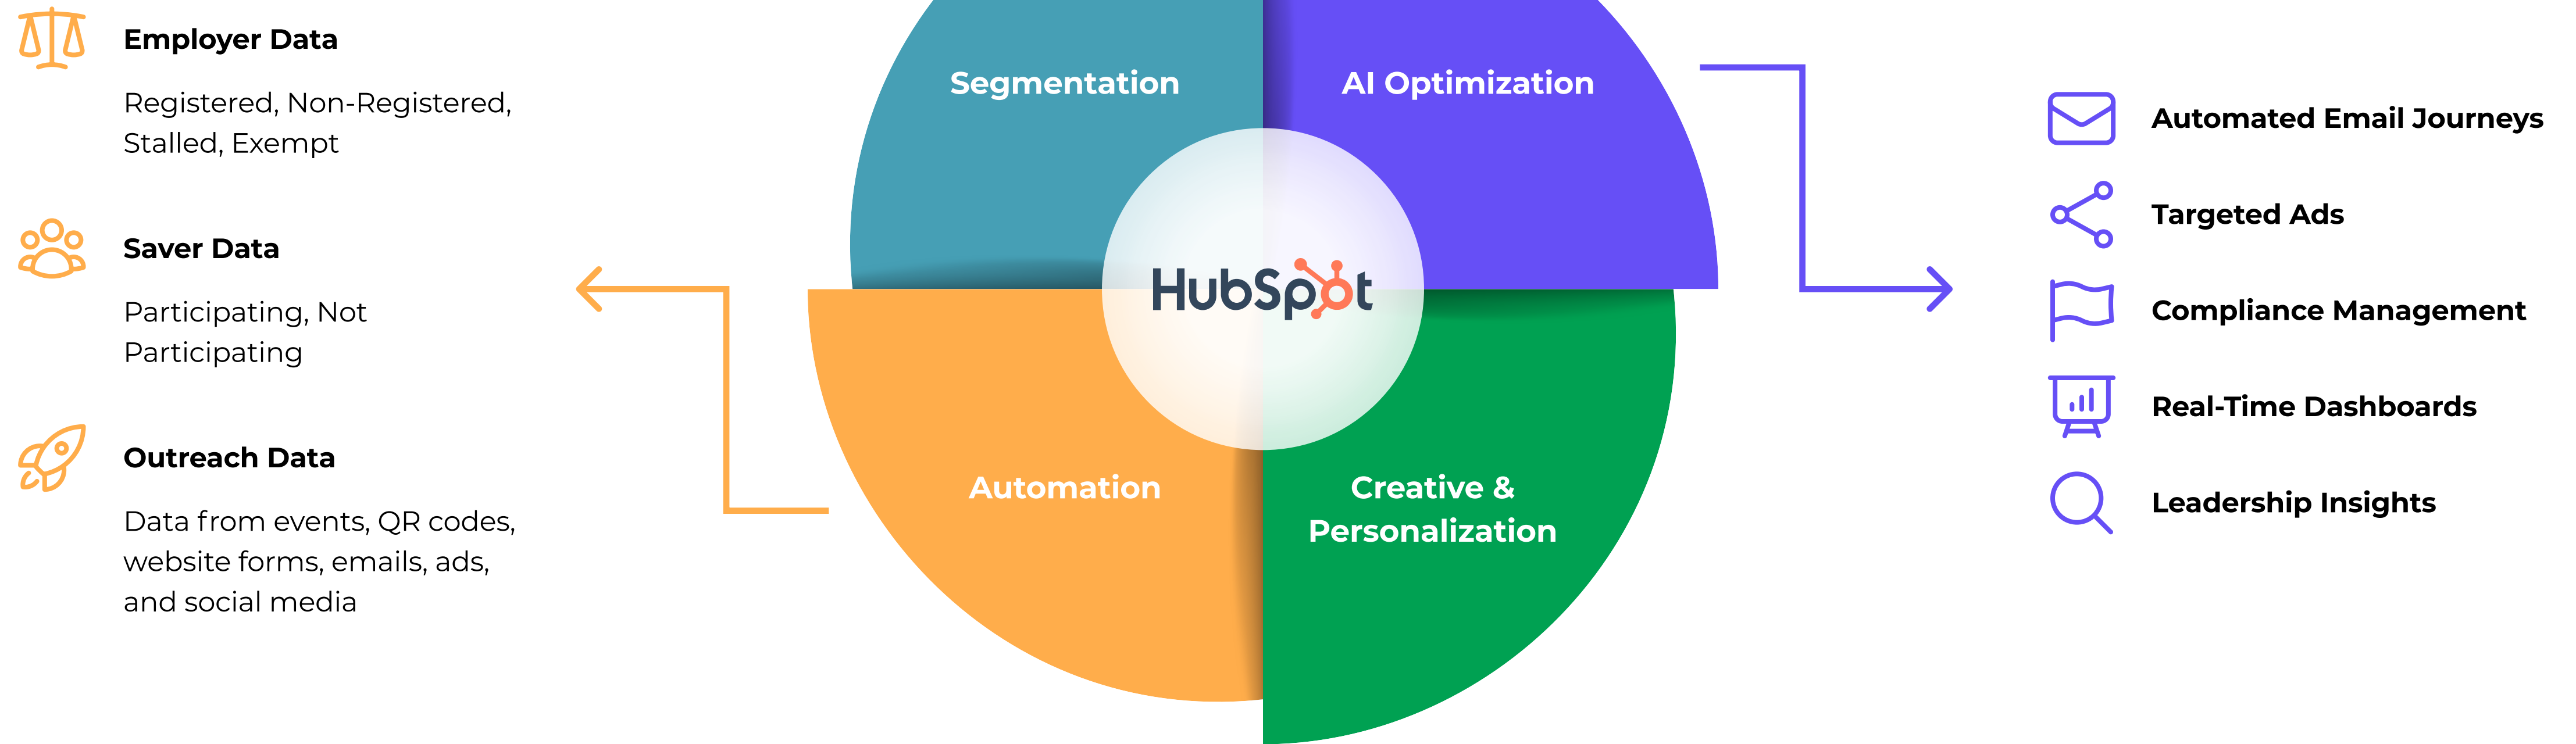 Employer Data
Registered, Non-Registered,
Stalled, Exempt
Saver Data
Participating, Not
Participating
Outreach Data
Data from events, QR codes,
website forms, emails, ads,
and social media
Segmentation
AI Optimization
HubSpot
Automation
Creative &
Personalization
Automated Email Journeys
Targeted Ads
Compliance Management
Real-Time Dashboards
Leadership Insights